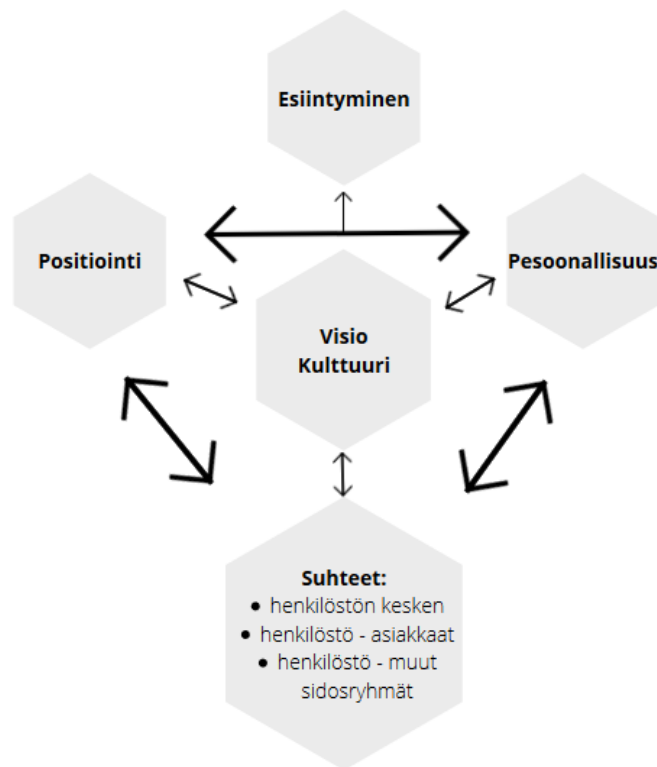 Esiintyminen
Positiointi
Pesoonallisuus
Visio
Kulttuuri
Suhteet:
• henkilöstön kesken
• henkilöstö - asiakkaat
• henkilöstö - muut
sidosryhmät